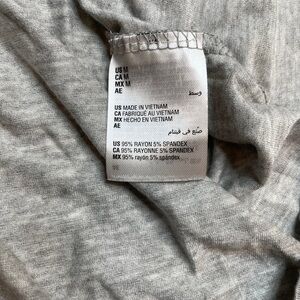 US M
CA M
MX M
AE وسط
US MADE IN VIETNAM
CA FABRIQUÉ AU VIETNAM
MX HECHO EN VIETNAM
AE
صنع في فيتنام
US 95% RAYON 5% SPANDEX
CA 95% RAYONNE 5% SPANDEX
MX 95% rayón 5% spandex